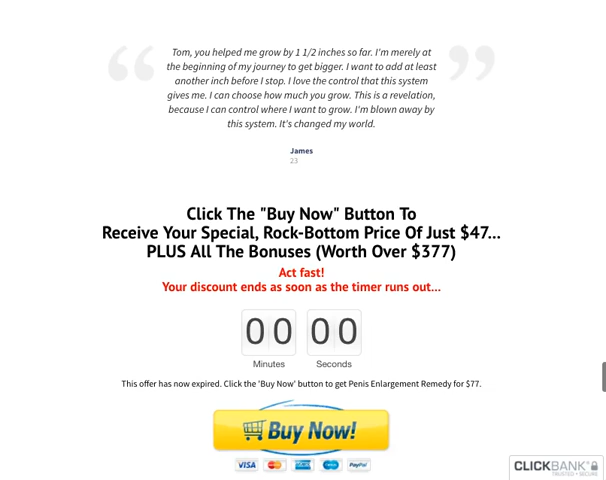 Tom, you helped me grow by 1 1/2 inches so far. I'm merely at
the beginning of my journey to get bigger. I want to add at least
another inch before I stop. I love the control that this system
gives me. I can choose how much you grow. This is a revelation,
because I can control where I want to grow. I'm blown away by
this system. It's changed my world.
James
23
Click The "Buy Now" Button To
Receive Your Special, Rock-Bottom Price Of Just $47...
PLUS All The Bonuses (Worth Over $377)
Act fast!
Your discount ends as soon as the timer runs out...
00 00
Minutes Seconds
This offer has now expired. Click the 'Buy Now' button to get Penis Enlargement Remedy for $77.
Buy Now!
VISA PayPal
CLICKBANK
TRUSTED • SECURE